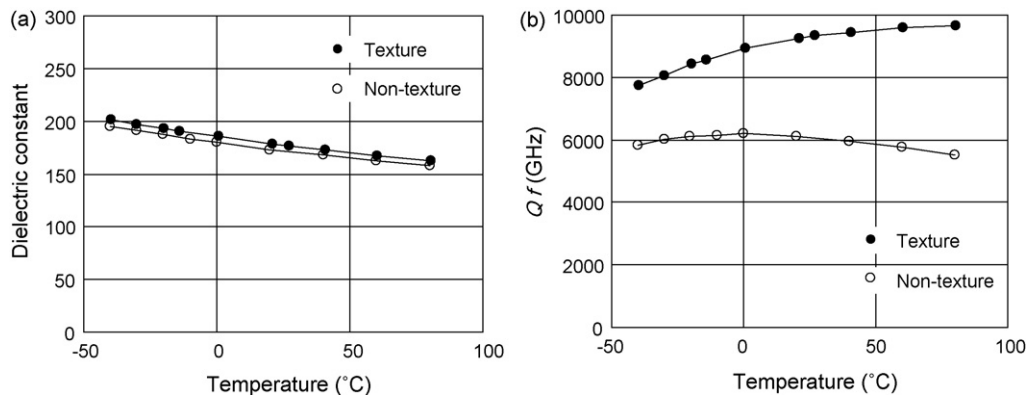 (a)
300
250
200
150
100
50
0
-50
0
50
100
Dielectric constant
Temperature (°C)
Texture
Non-texture
(b)
10000
8000
6000
4000
2000
0
-50
0
50
100
Q f (GHz)
Temperature (°C)
Texture
Non-texture